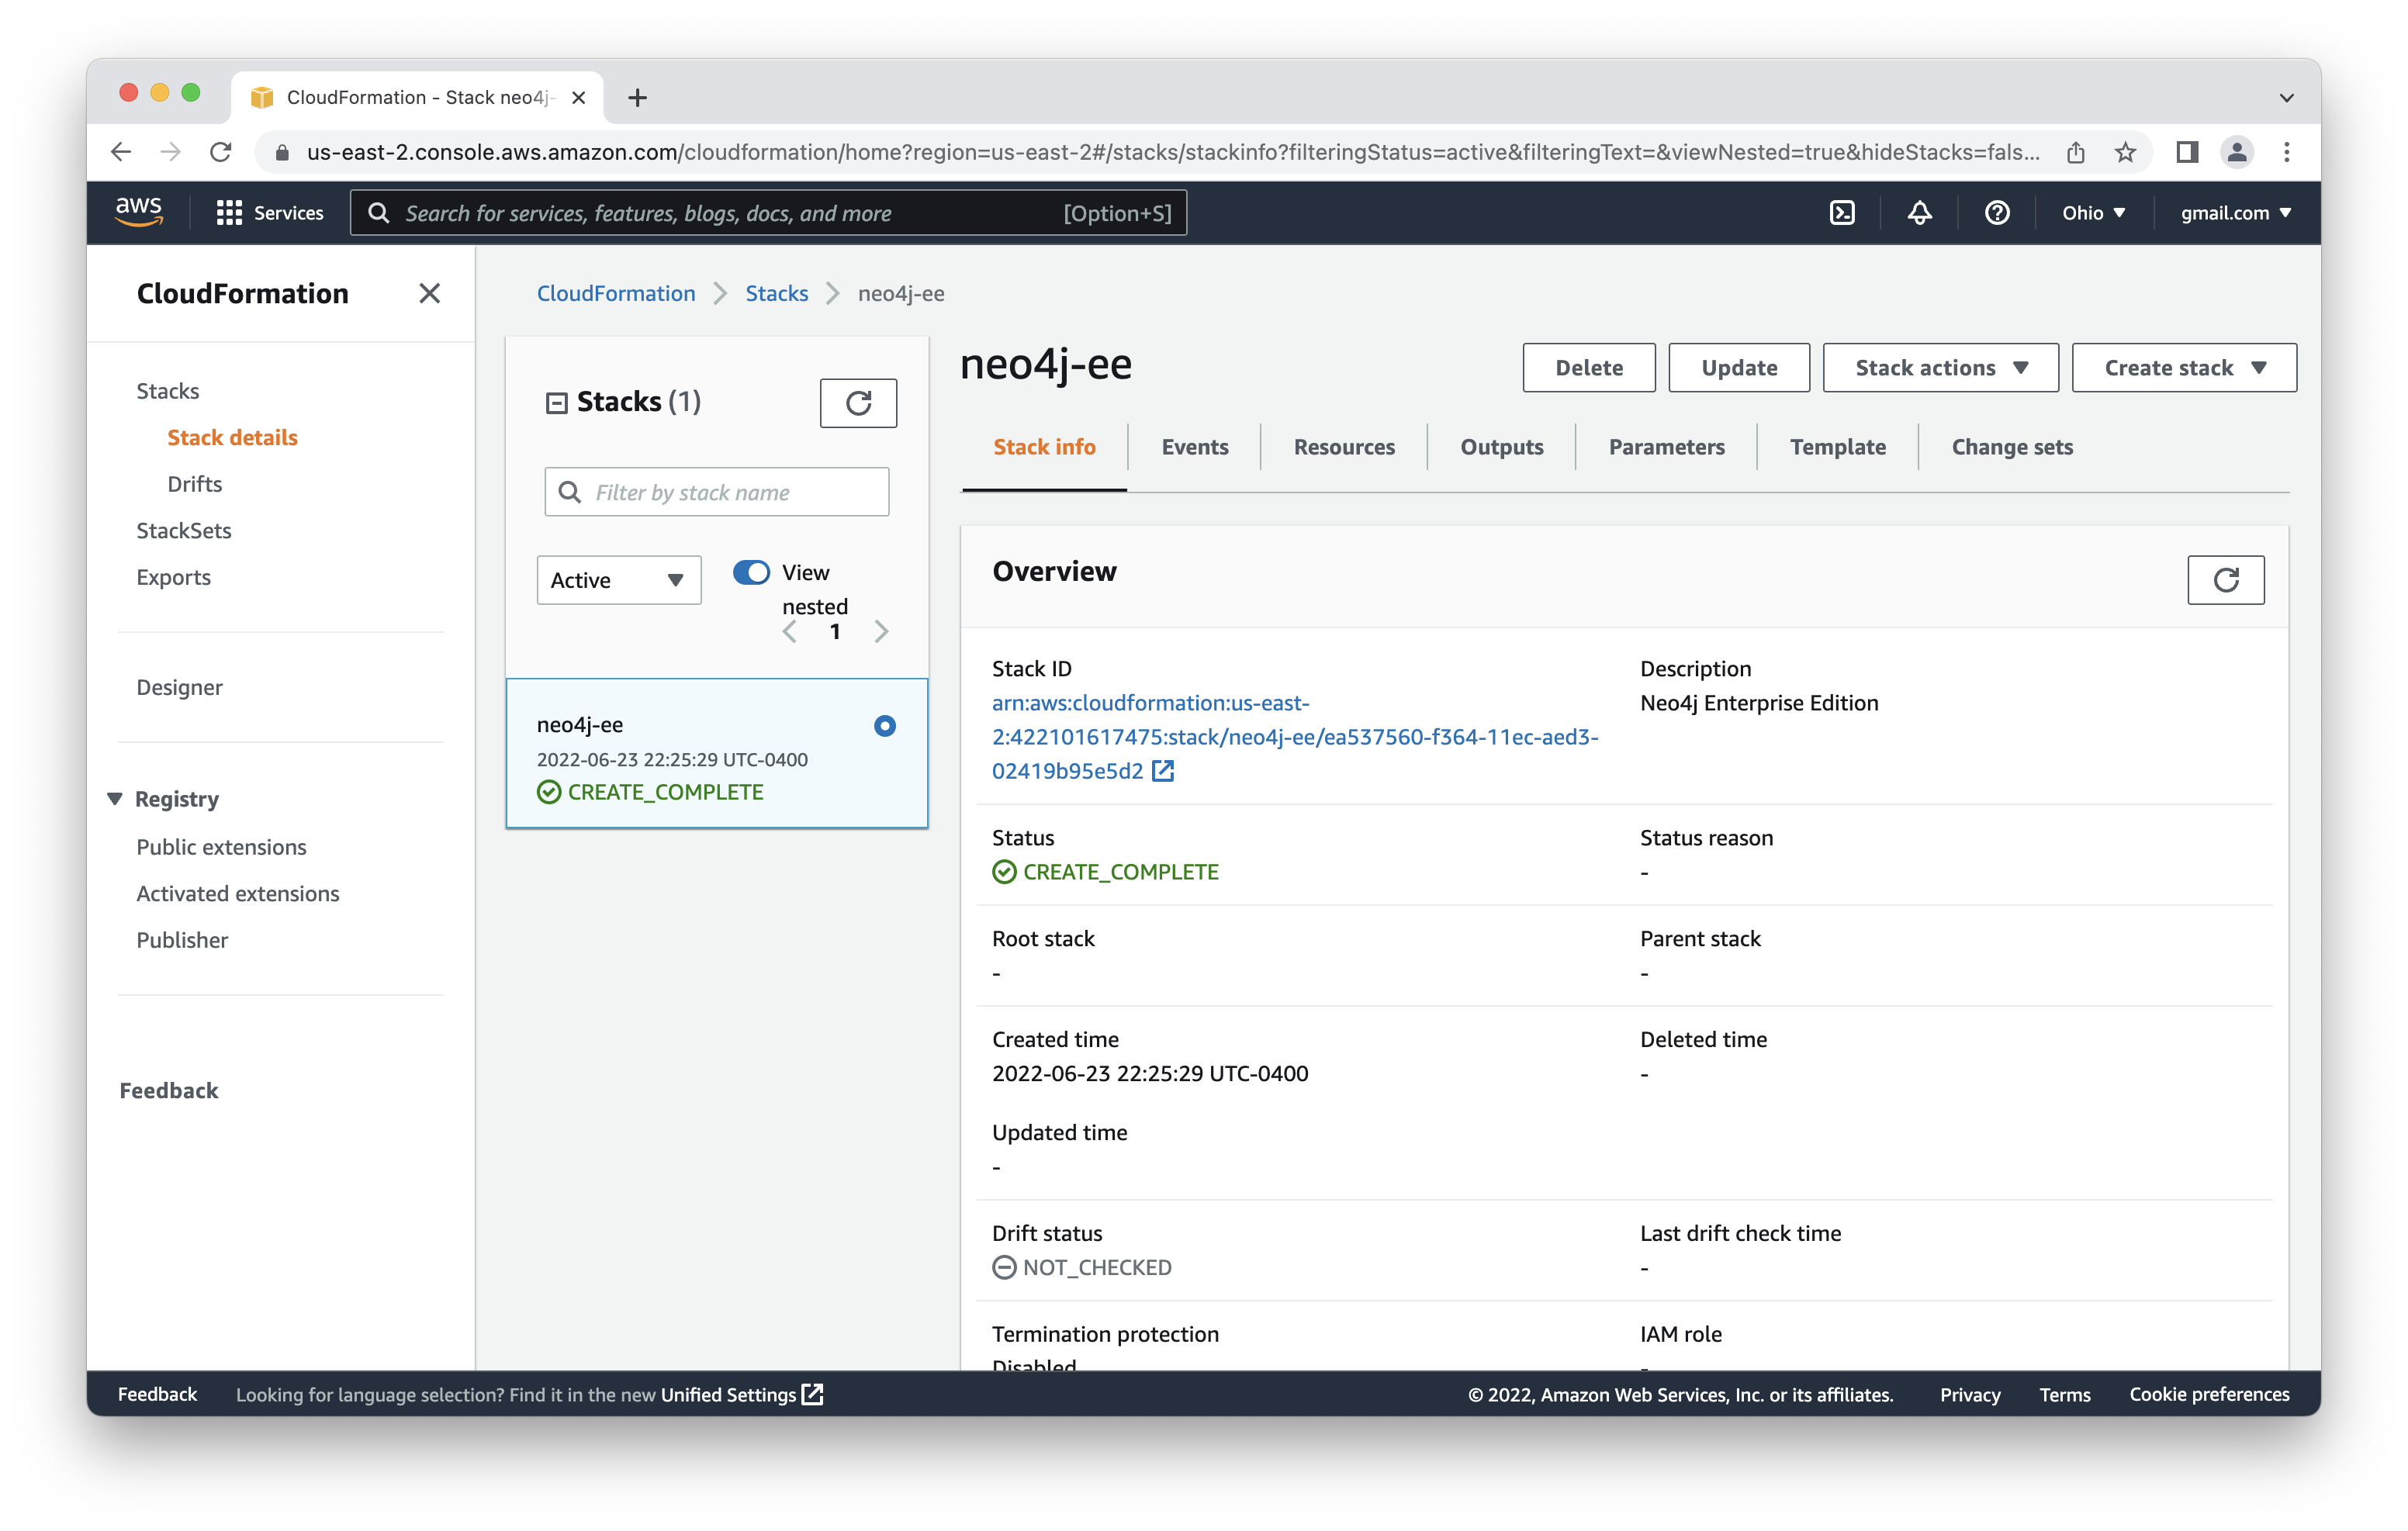 CloudFormation - Stack neo4j-
us-east-2.console.aws.amazon.com/cloudformation/home?region=us-east-2#/stacks/stackinfo?filteringStatus=active&filteringText=&viewNested=true&hideStacks=fals...
aws
Services
Search for services, features, blogs, docs, and more
[Option+S]
Ohio
gmail.com
CloudFormation
Stacks
Stack details
Drifts
StackSets
Exports
Designer
Registry
Public extensions
Activated extensions
Publisher
Feedback
CloudFormation
Stacks
neo4j-ee
Stacks (1)
Filter by stack name
Active
View
nested
1
neo4j-ee
2022-06-23 22:25:29 UTC-0400
CREATE_COMPLETE
neo4j-ee
Delete
Update
Stack actions
Create stack
Stack info
Events
Resources
Outputs
Parameters
Template
Change sets
Overview
Stack ID
arn:aws:cloudformation:us-east-
2:422101617475:stack/neo4j-ee/ea537560-f364-11ec-aed3-
02419b95e5d2
Description
Neo4j Enterprise Edition
Status
CREATE_COMPLETE
Status reason
-
Root stack
-
Parent stack
-
Created time
2022-06-23 22:25:29 UTC-0400
Deleted time
-
Updated time
-
Drift status
NOT_CHECKED
Last drift check time
-
Termination protection
Disabled
IAM role
-
Feedback
Looking for language selection? Find it in the new Unified Settings
© 2022, Amazon Web Services, Inc. or its affiliates.
Privacy
Terms
Cookie preferences